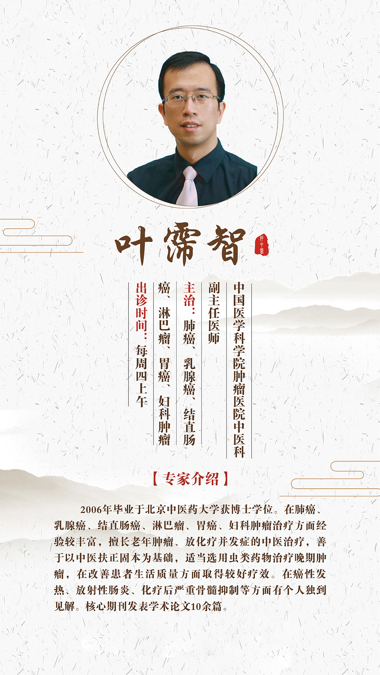 叶霈智
中国医学科学院肿瘤医院中医科
副主任医师
主治：肺癌、乳腺癌、结直肠
癌、淋巴瘤、胃癌、妇科肿瘤
出诊时间：每周四上午
【专家介绍】
2006年毕业于北京中医药大学获博士学位。在肺癌、
乳腺癌、结直肠癌、淋巴瘤、胃癌、妇科肿瘤治疗方面经
验较丰富，擅长老年肿瘤、放化疗并发症的中医治疗，善
于以中医扶正固本为基础，适当选用虫类药物治疗晚期肿
瘤，在改善患者生活质量方面取得较好疗效。在癌性发
热、放射性肠炎、化疗后严重骨髓抑制等方面有个人独到
见解。核心期刊发表学术论文10余篇。